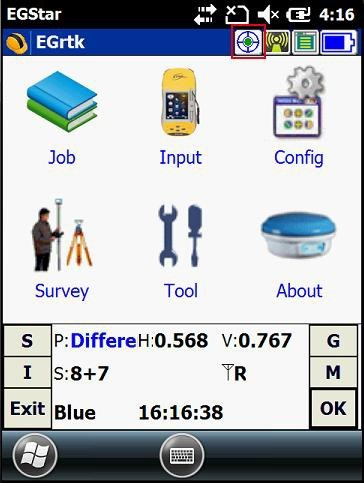 EGStar 4:16
EGrtk
Job Input Config
Survey Tool About
S P:Differe H:0.568 V:0.767 G
I S:8+7 R M
Exit Blue 16:16:38 OK